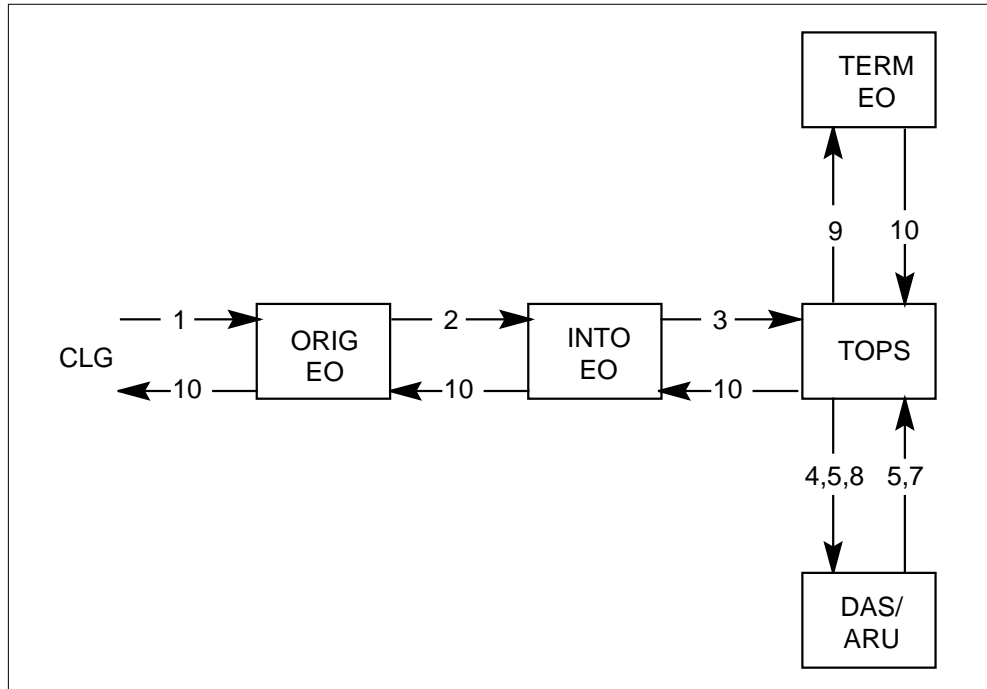 TERM
EO
9
10
1
2
3
ORIG
EO
INTO
EO
TOPS
CLG
10
10
10
4,5,8
5,7
DAS/
ARU